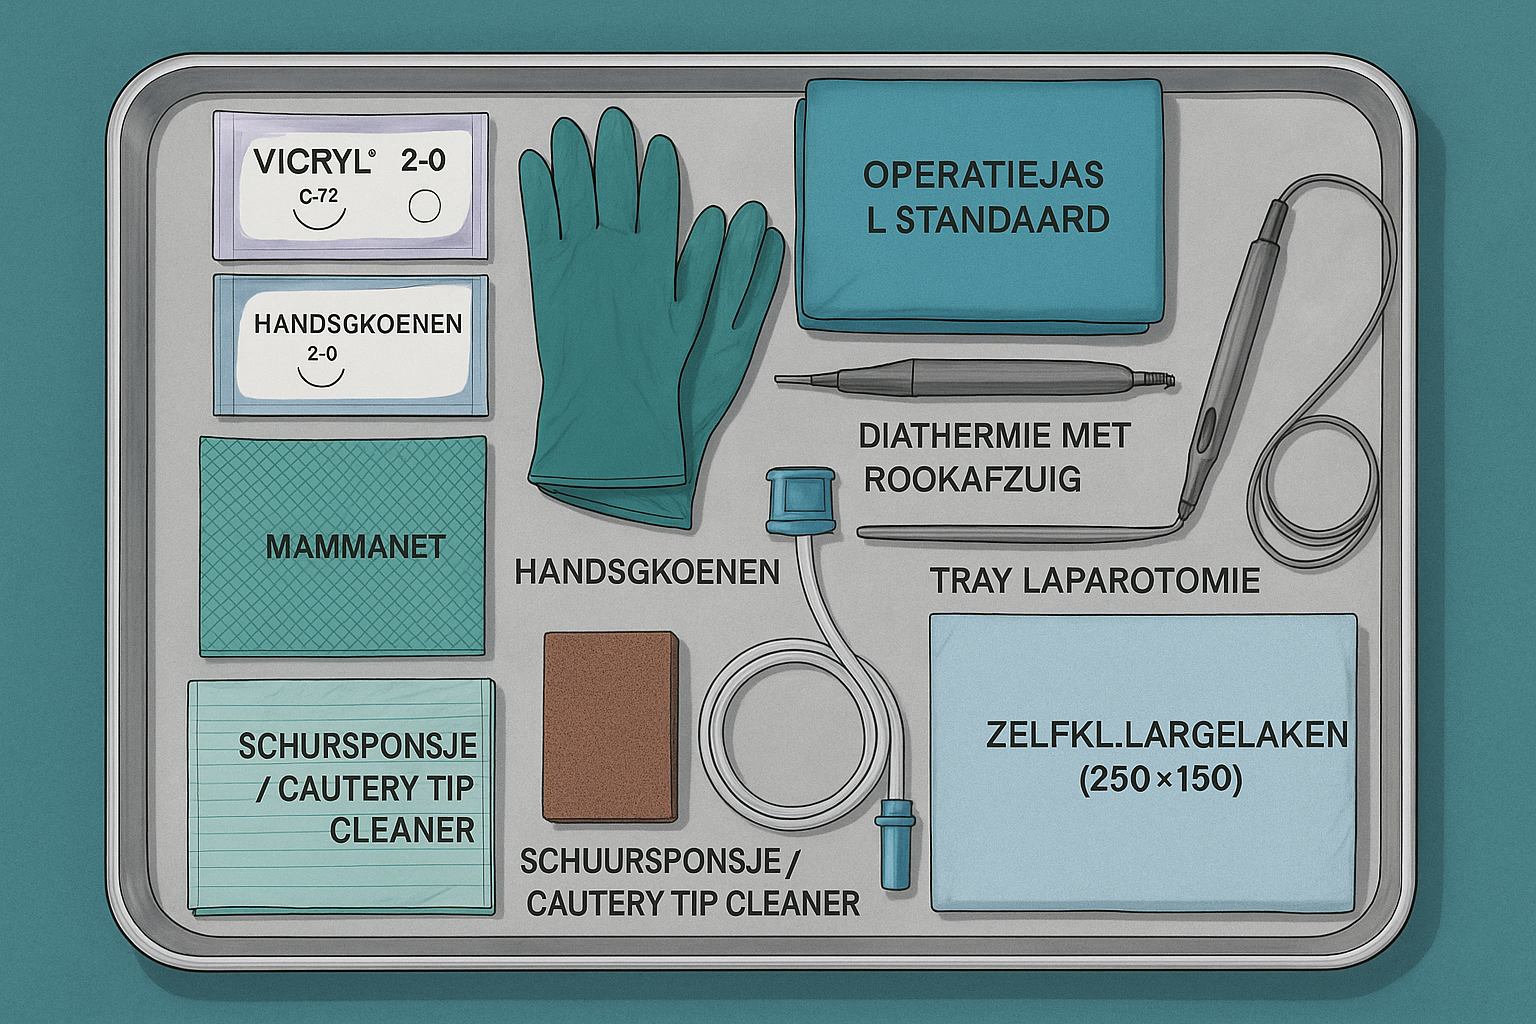 VICRYL® 2-0
C-72
HANDSGKOENEN
2-0
MAMMANET
SCHURSPONSJE
/ CAUTERY TIP
CLEANER
HANDSGKOENEN
SCHUURSPONSJE /
CAUTERY TIP CLEANER
OPERATIEJAS
L STANDAARD
DIATHERMIE MET
ROOKAFZUIG
TRAY LAPAROTOMIE
ZELFKL.LARGELAKEN
(250×150)